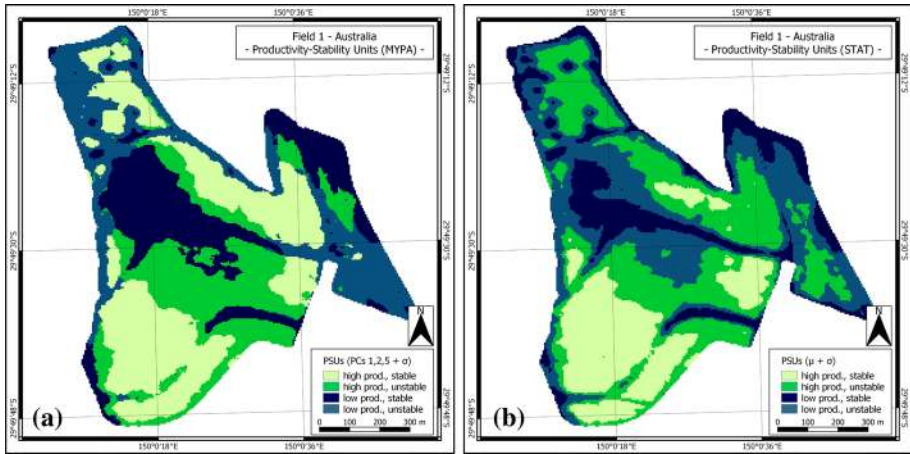 150°0'18"E
150°0'36"E
Field 1 - Australia
- Productivity-Stability Units (MYPA) -
29°49'12"S
29°49'12"S
29°49'30"S
29°49'30"S
29°49'48"S
29°49'48"S
N
PSUs (PCs 1,2,5 + σ)
high prod., stable
high prod., unstable
low prod., stable
low prod., unstable
0 100 200 300 m
(a)
150°0'18"E
150°0'36"E
150°0'18"E
150°0'36"E
Field 1 - Australia
- Productivity-Stability Units (STAT) -
29°49'12"S
29°49'12"S
29°49'30"S
29°49'30"S
29°49'48"S
29°49'48"S
N
PSUs (μ + σ)
high prod., stable
high prod., unstable
low prod., stable
low prod., unstable
0 100 200 300 m
(b)
150°0'18"E
150°0'36"E